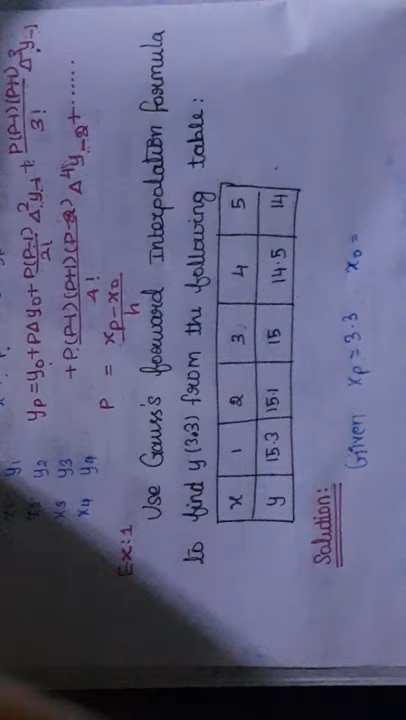 x1 y1
x2 y2
x3 y3
x4 y4
yp = y0 + PΔy0 + P(P-1)/2! Δ²y-1 + P(P-1)(P+1)/3! Δ³y-1
+ P(P-1)(P+1)(P-2)/4! Δ⁴y-2 + ......
P = xp - x0/h
Ex:1
Use Gauss's forward interpolation formula
to find y(3.3) from the following table:
x 1 2 3 4 5
y 15.3 15.1 15 14.5 14
Solution:
Given xp = 3.3 x0 =